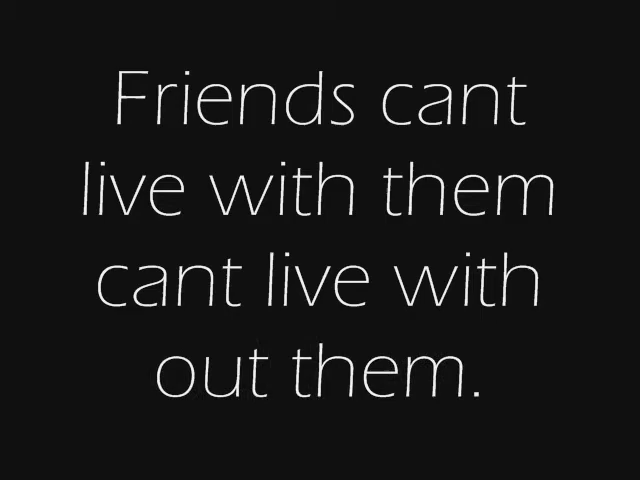 Friends cant
live with them
cant live with
out them.